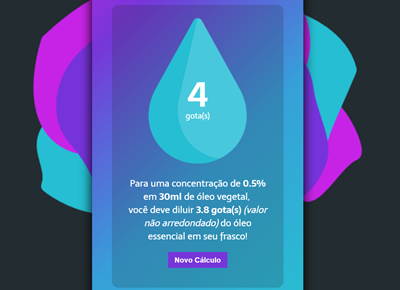 4
gota(s)
Para uma concentração de 0.5%
em 30ml de óleo vegetal,
você deve diluir 3.8 gota(s) (valor
não arredondado) do óleo
essencial em seu frasco!
Novo Cálculo